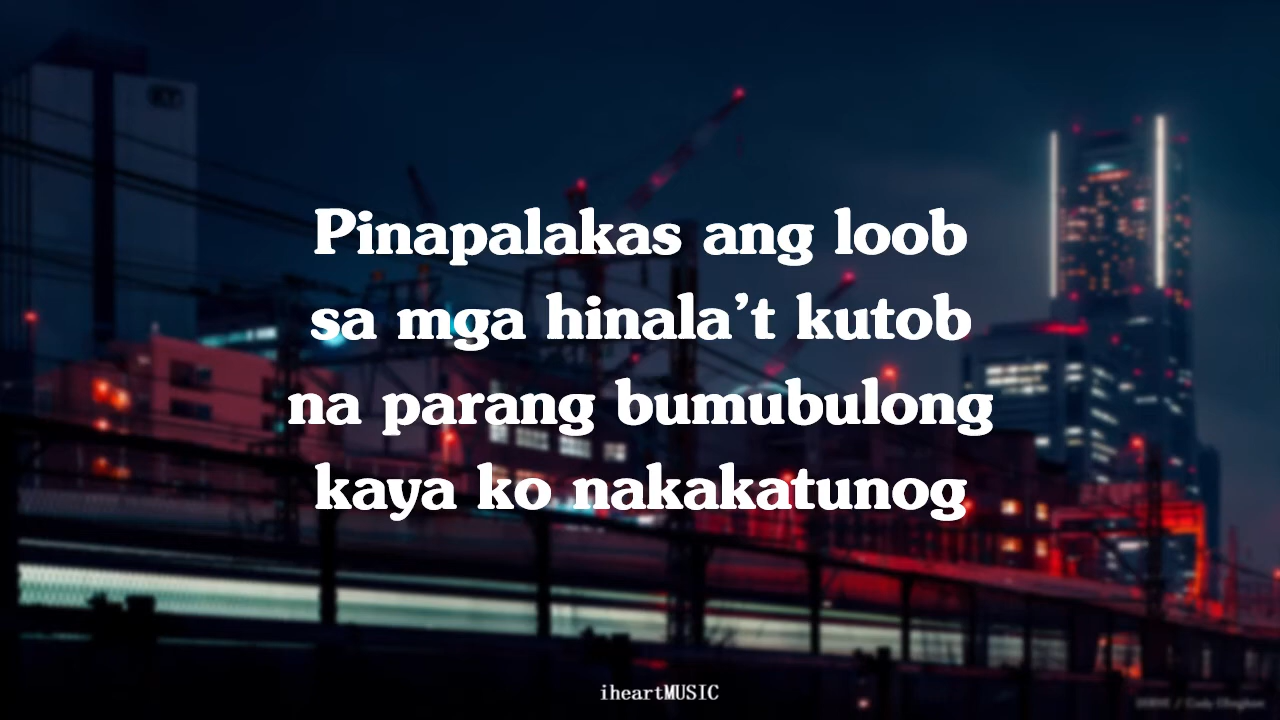 Pinapalakas ang loob
sa mga hinala’t kutob
na parang bumubulong
kaya ko nakakatunog
iheartMUSIC